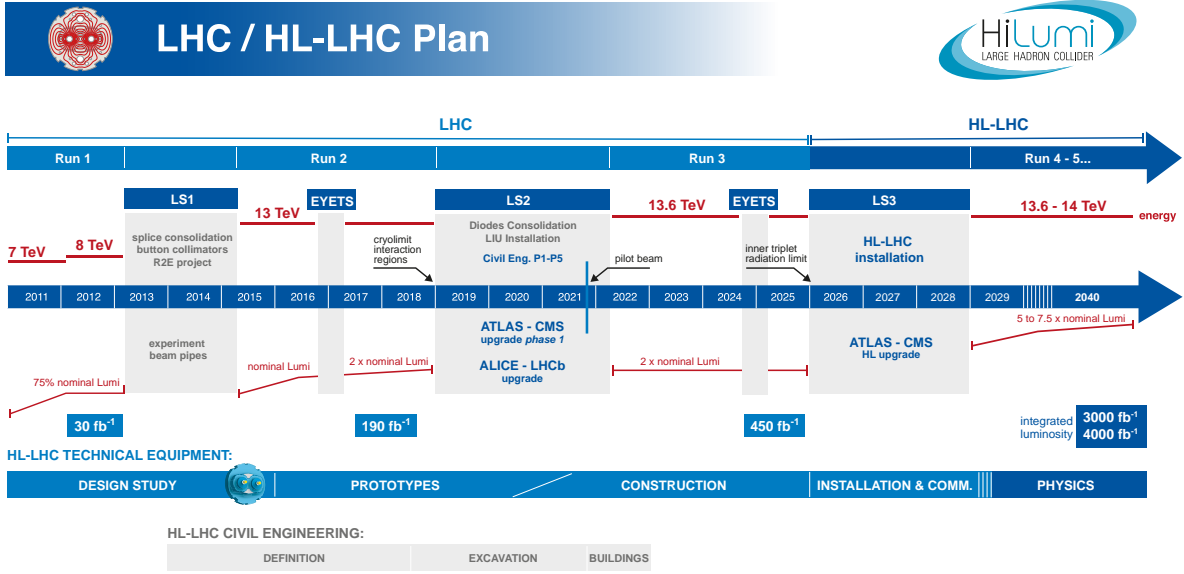 LHC / HL-LHC Plan
HiLumi
LARGE HADRON COLLIDER
LHC
HL-LHC
Run 1
Run 2
Run 3
Run 4 - 5...
LS1
EYETS
LS2
EYETS
LS3
13 TeV
13.6 TeV
13.6 - 14 TeV
energy
7 TeV
8 TeV
splice consolidation
button collimators
R2E project
cryolimit
interaction
regions
Diodes Consolidation
LIU Installation
Civil Eng. P1-P5
pilot beam
inner triplet
radiation limit
HL-LHC
installation
2011 2012 2013 2014 2015 2016 2017 2018 2019 2020 2021 2022 2023 2024 2025 2026 2027 2028 2029 2040
experiment
beam pipes
ATLAS - CMS
upgrade phase 1
ALICE - LHCb
upgrade
ATLAS - CMS
HL upgrade
5 to 7.5 x nominal Lumi
75% nominal Lumi
nominal Lumi
2 x nominal Lumi
2 x nominal Lumi
30 fb⁻¹
190 fb⁻¹
450 fb⁻¹
integrated
luminosity
3000 fb⁻¹
4000 fb⁻¹
HL-LHC TECHNICAL EQUIPMENT:
DESIGN STUDY
PROTOTYPES
CONSTRUCTION
INSTALLATION & COMM.
PHYSICS
HL-LHC CIVIL ENGINEERING:
DEFINITION
EXCAVATION
BUILDINGS